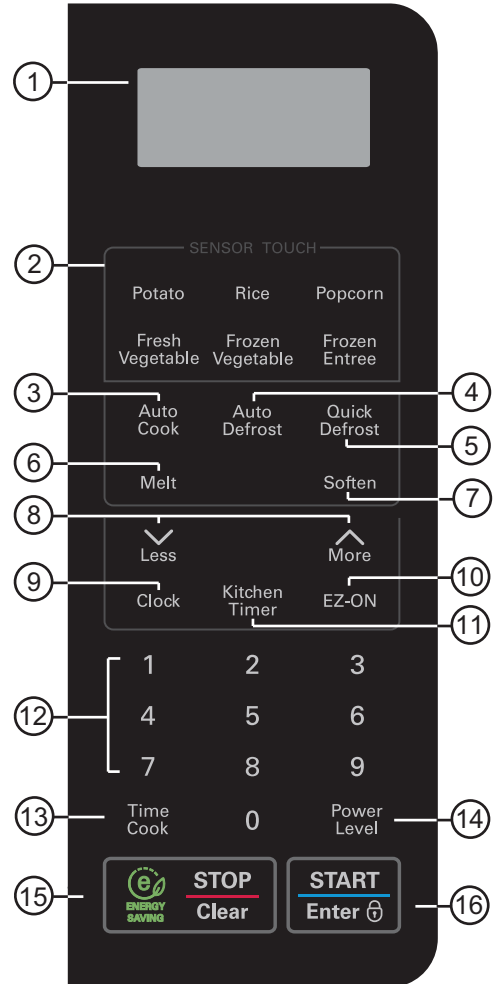 1
SENSOR TOUCH
2
Potato Rice Popcorn
Fresh Frozen Frozen
Vegetable Vegetable Entree
3 4
Auto Auto Quick
Cook Defrost Defrost
5
6
Melt Soften
7
8
Less More
9 10
Clock Kitchen Timer EZ-ON
11
1 2 3
12
4 5 6
7 8 9
13 14
Time Cook 0 Power Level
15 16
e STOP START
ENERGY SAVING Clear Enter